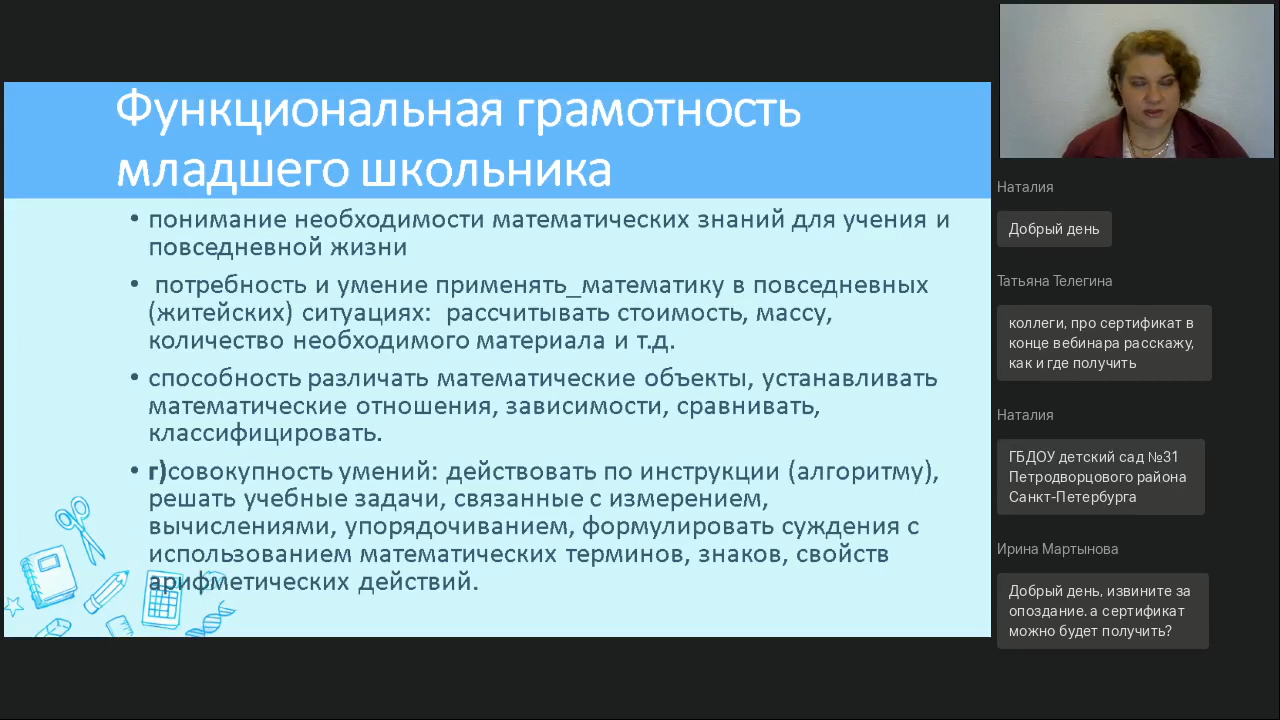 Функциональная грамотность
младшего школьника
• понимание необходимости математических знаний для учения и
повседневной жизни
• потребность и умение применять_математику в повседневных
(житейских) ситуациях: рассчитывать стоимость, массу,
количество необходимого материала и т.д.
• способность различать математические объекты, устанавливать
математические отношения, зависимости, сравнивать,
классифицировать.
• г)совокупность умений: действовать по инструкции (алгоритму),
решать учебные задачи, связанные с измерением,
вычислениями, упорядочиванием, формулировать суждения с
использованием математических терминов, знаков, свойств
арифметических действий.
Наталия
Добрый день
Татьяна Телегина
коллеги, про сертификат в
конце вебинара расскажу,
как и где получить
Наталия
ГБДОУ детский сад №31
Петродворцового района
Санкт-Петербурга
Ирина Мартынова
Добрый день, извините за
опоздание. а сертификат
можно будет получить?